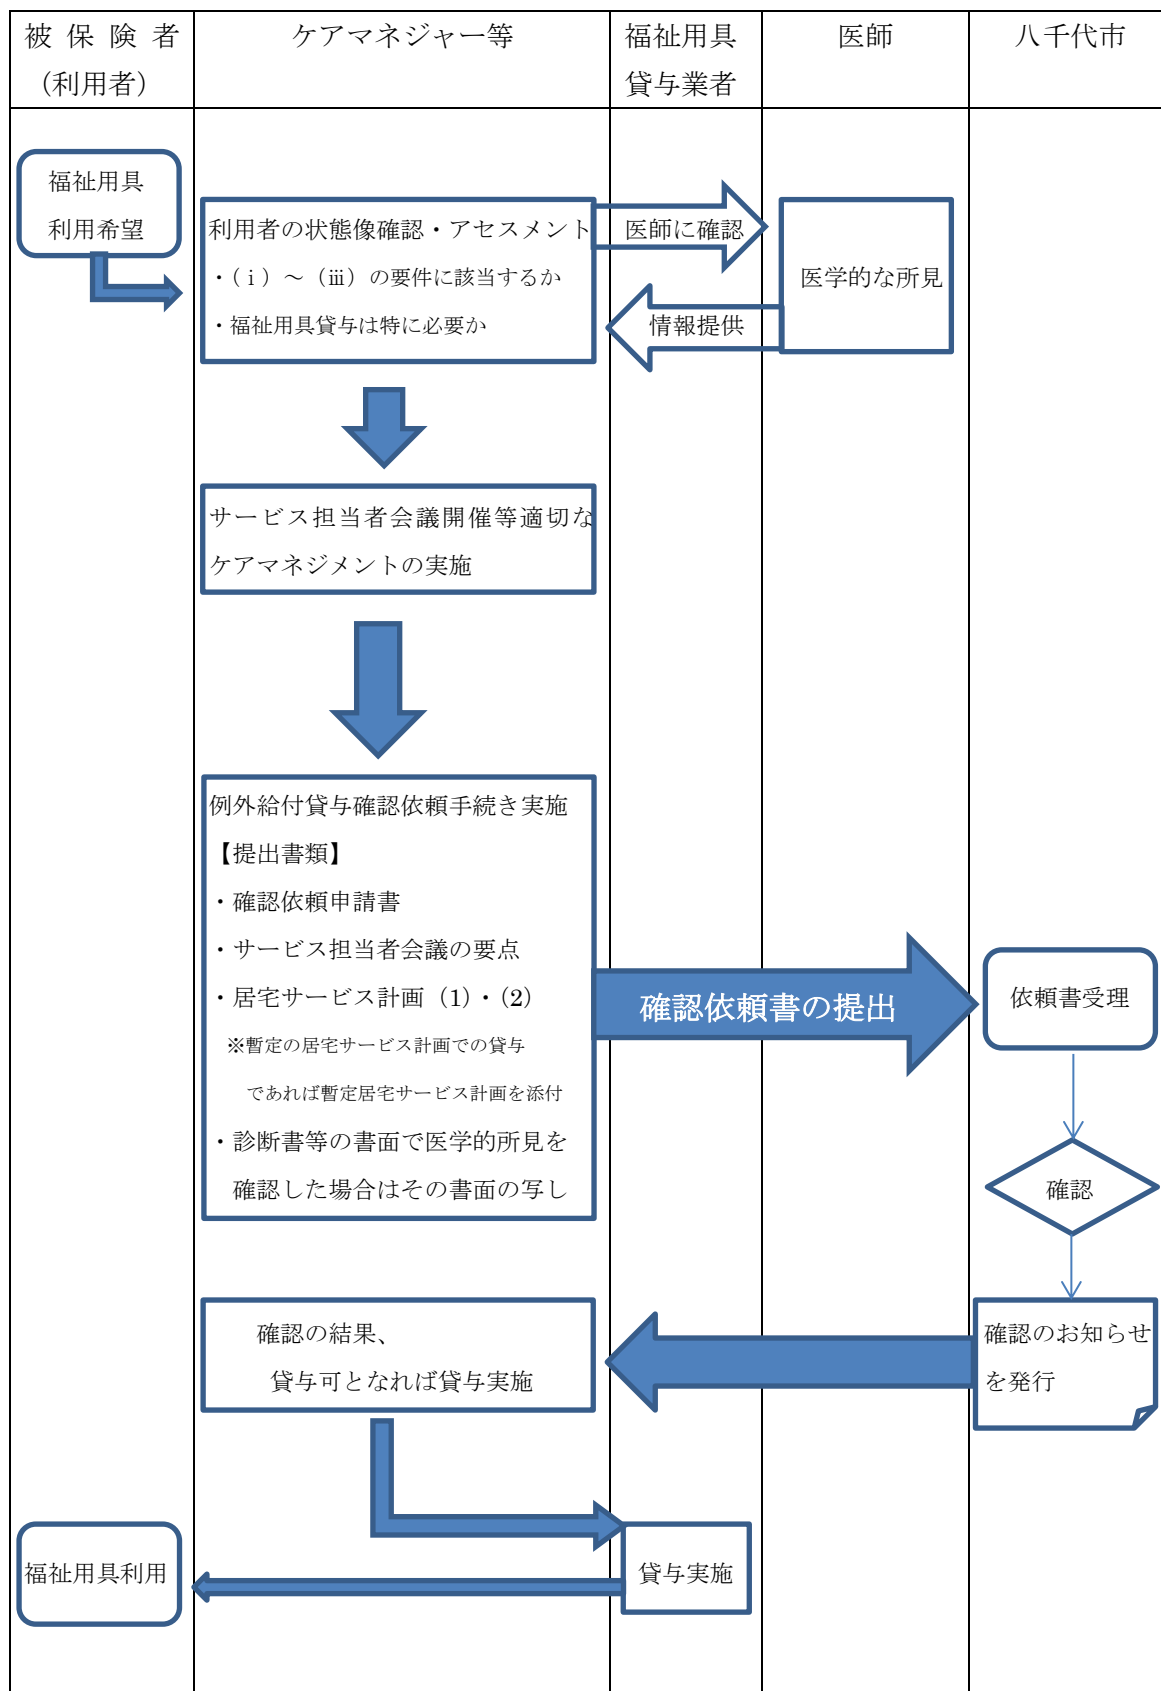 被保険者
(利用者)
ケアマネジャー等
福祉用具
貸与業者
医師
八千代市
福祉用具
利用希望
利用者の状態像確認・アセスメント
・(ⅰ)～(ⅲ)の要件に該当するか
・福祉用具貸与は特に必要か
医師に確認
情報提供
医学的な所見
サービス担当者会議開催等適切な
ケアマネジメントの実施
例外給付貸与確認依頼手続き実施
【提出書類】
・確認依頼申請書
・サービス担当者会議の要点
・居宅サービス計画(1)・(2)
※暫定の居宅サービス計画での貸与
であれば暫定居宅サービス計画を添付
・診断書等の書面で医学的所見を
確認した場合はその書面の写し
確認依頼書の提出
依頼書受理
確認
確認のお知らせ
を発行
確認の結果、
貸与可となれば貸与実施
貸与実施
福祉用具利用